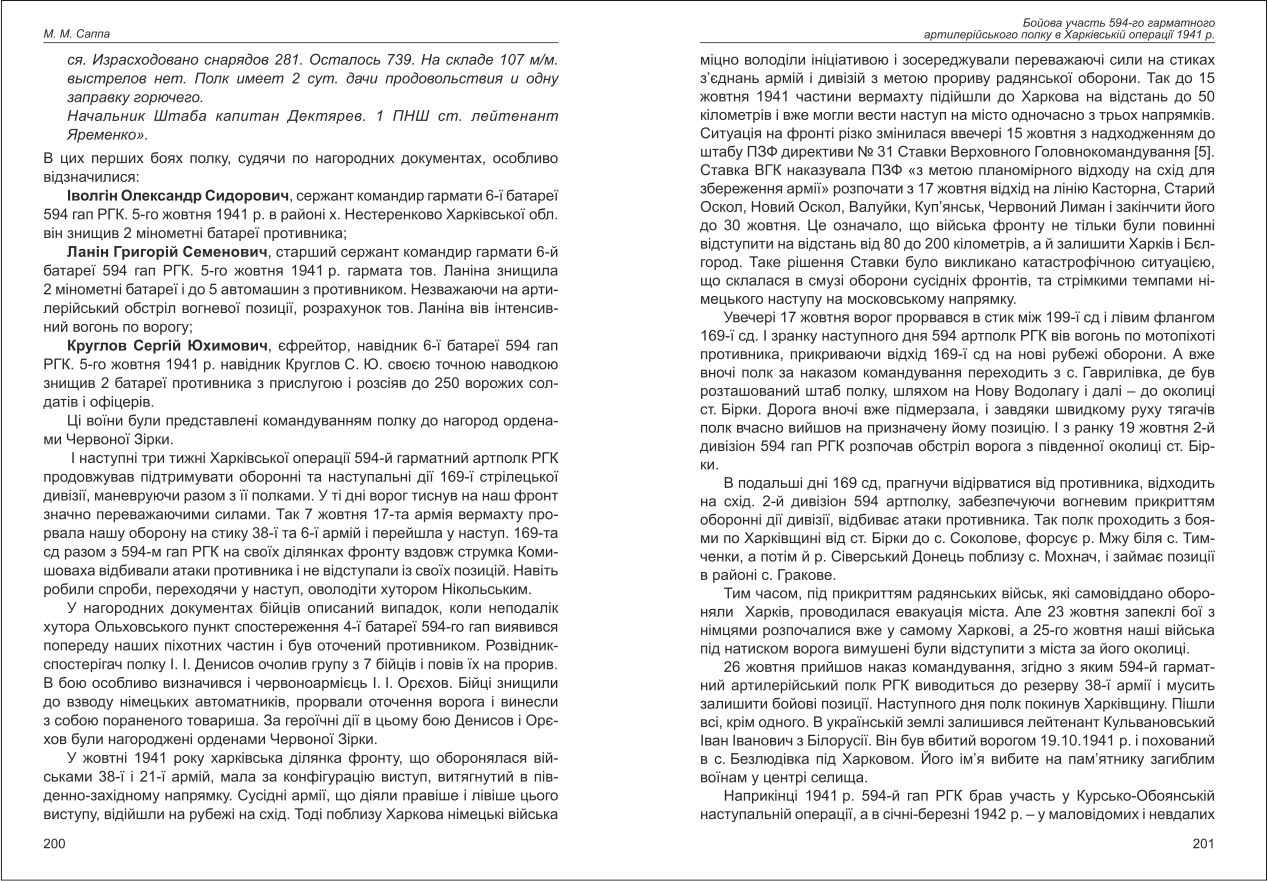 М. М. Саппа
ся. Израсходовано снарядов 281. Осталось 739. На складе 107 м/м.
выстрелов нет. Полк имеет 2 сут. дачи продовольствия и одну
заправку горючего.
Начальник Штаба капитан Дектярев. 1 ПНШ ст. лейтенант
Яременко».
В цих перших боях полку, судячи по нагородних документах, особливо
відзначилися:
Іволгін Олександр Сидорович, сержант командир гармати 6-ї батареї
594 гап РГК. 5-го жовтня 1941 р. в районі х. Нестеренково Харківської обл.
він знищив 2 мінометні батареї противника;
Ланін Григорій Семенович, старший сержант командир гармати 6-й
батареї 594 гап РГК. 5-го жовтня 1941 р. гармата тов. Ланіна знищила
2 мінометні батареї і до 5 автомашин з противником. Незважаючи на арти-
лерійський обстріл вогневої позиції, розрахунок тов. Ланіна вів інтенсив-
ний вогонь по ворогу;
Круглов Сергій Юхимович, єфрейтор, навідник 6-ї батареї 594 гап
РГК. 5-го жовтня 1941 р. навідник Круглов С. Ю. своєю точною наводкою
знищив 2 батареї противника з прислугою і розсіяв до 250 ворожих сол-
датів і офіцерів.
Ці воїни були представлені командуванням полку до нагород ордена-
ми Червоної Зірки.
І наступні три тижні Харківської операції 594-й гарматний артполк РГК
продовжував підтримувати оборонні та наступальні дії 169-ї стрілецької
дивізії, маневруючи разом з її полками. У ті дні ворог тиснув на наш фронт
значно переважаючими силами. Так 7 жовтня 17-та армія вермахту про-
рвала нашу оборону на стику 38-ї та 6-ї армій і перейшла у наступ. 169-та
сд разом з 594-м гап РГК на своїх ділянках фронту вздовж струмка Коми-
шоваха відбивали атаки противника і не відступали із своїх позицій. Навіть
робили спроби, переходячи у наступ, оволодіти хутором Нікольським.
У нагородних документах бійців описаний випадок, коли неподалік
хутора Ольховського пункт спостереження 4-ї батареї 594-го гап виявився
попереду наших піхотних частин і був оточений противником. Розвідник-
спостерігач полку І. І. Денисов очолив групу з 7 бійців і повів їх на прорив.
В бою особливо визначився і червоноармієць І. І. Орєхов. Бійці знищили
до взводу німецьких автоматників, прорвали оточення ворога і винесли
з собою пораненого товариша. За героїчні дії в цьому бою Денисов і Орє-
хов були нагороджені орденами Червоної Зірки.
У жовтні 1941 року харківська ділянка фронту, що оборонялася вій-
ськами 38-ї і 21-ї армій, мала за конфігурацію виступ, витягнутий в пів-
денно-західному напрямку. Сусідні армії, що діяли правіше і лівіше цього
виступу, відійшли на рубежі на схід. Тоді поблизу Харкова німецькі війська
200
Бойова участь 594-го гарматного
артилерійського полку в Харківській операції 1941 р.
міцно володіли ініціативою і зосереджували переважаючі сили на стиках
з’єднань армій і дивізій з метою прориву радянської оборони. Так до 15
жовтня 1941 частини вермахту підійшли до Харкова на відстань до 50
кілометрів і вже могли вести наступ на місто одночасно з трьох напрямків.
Ситуація на фронті різко змінилася ввечері 15 жовтня з надходженням до
штабу ПЗФ директиви № 31 Ставки Верховного Головнокомандування [5].
Ставка ВГК наказувала ПЗФ «з метою планомірного відходу на схід для
збереження армії» розпочати з 17 жовтня відхід на лінію Касторна, Старий
Оскол, Новий Оскол, Валуйки, Куп’янськ, Червоний Лиман і закінчити його
до 30 жовтня. Це означало, що війська фронту не тільки були повинні
відступити на відстань від 80 до 200 кілометрів, а й залишити Харків і Бєл-
город. Таке рішення Ставки було викликано катастрофічною ситуацією,
що склалася в смузі оборони сусідніх фронтів, та стрімкими темпами ні-
мецького наступу на московському напрямку.
Увечері 17 жовтня ворог прорвався в стик між 199-ї сд і лівим флангом
169-ї сд. І зранку наступного дня 594 артполк РГК вів вогонь по мотопіхоті
противника, прикриваючи відхід 169-ї сд на нові рубежі оборони. А вже
вночі полк за наказом командування переходить з с. Гаврилівка, де був
розташований штаб полку, шляхом на Нову Водолагу і далі – до околиці
ст. Бірки. Дорога вночі вже підмерзала, і завдяки швидкому руху тягачів
полк вчасно вийшов на призначену йому позицію. І з ранку 19 жовтня 2-й
дивізіон 594 гап РГК розпочав обстріл ворога з південної околиці ст. Бір-
ки.
В подальші дні 169 сд, прагнучи відірватися від противника, відходить
на схід. 2-й дивізіон 594 артполку, забезпечуючи вогневим прикриттям
оборонні дії дивізії, відбиває атаки противника. Так полк проходить з боя-
ми по Харківщині від ст. Бірки до с. Соколове, форсує р. Мжу біля с. Тим-
ченки, а потім й р. Сіверський Донець поблизу с. Мохнач, і займає позиції
в районі с. Гракове.
Тим часом, під прикриттям радянських військ, які самовіддано оборо-
няли Харків, проводилася евакуація міста. Але 23 жовтня запеклі бої з
німцями розпочалися вже у самому Харкові, а 25-го жовтня наші війська
під натиском ворога вимушені були відступити з міста за його околиці.
26 жовтня прийшов наказ командування, згідно з яким 594-й гармат-
ний артилерійський полк РГК виводиться до резерву 38-ї армії і мусить
залишити бойові позиції. Наступного дня полк покинув Харківщину. Пішли
всі, крім одного. В українській землі залишився лейтенант Кульвановський
Іван Іванович з Білорусії. Він був вбитий ворогом 19.10.1941 р. і похований
в с. Безлюдівка під Харковом. Його ім’я вибите на пам’ятнику загиблим
воїнам у центрі селища.
Наприкінці 1941 р. 594-й гап РГК брав участь у Курсько-Обоянській
наступальній операції, а в січні-березні 1942 р. – у маловідомих і невдалих
201